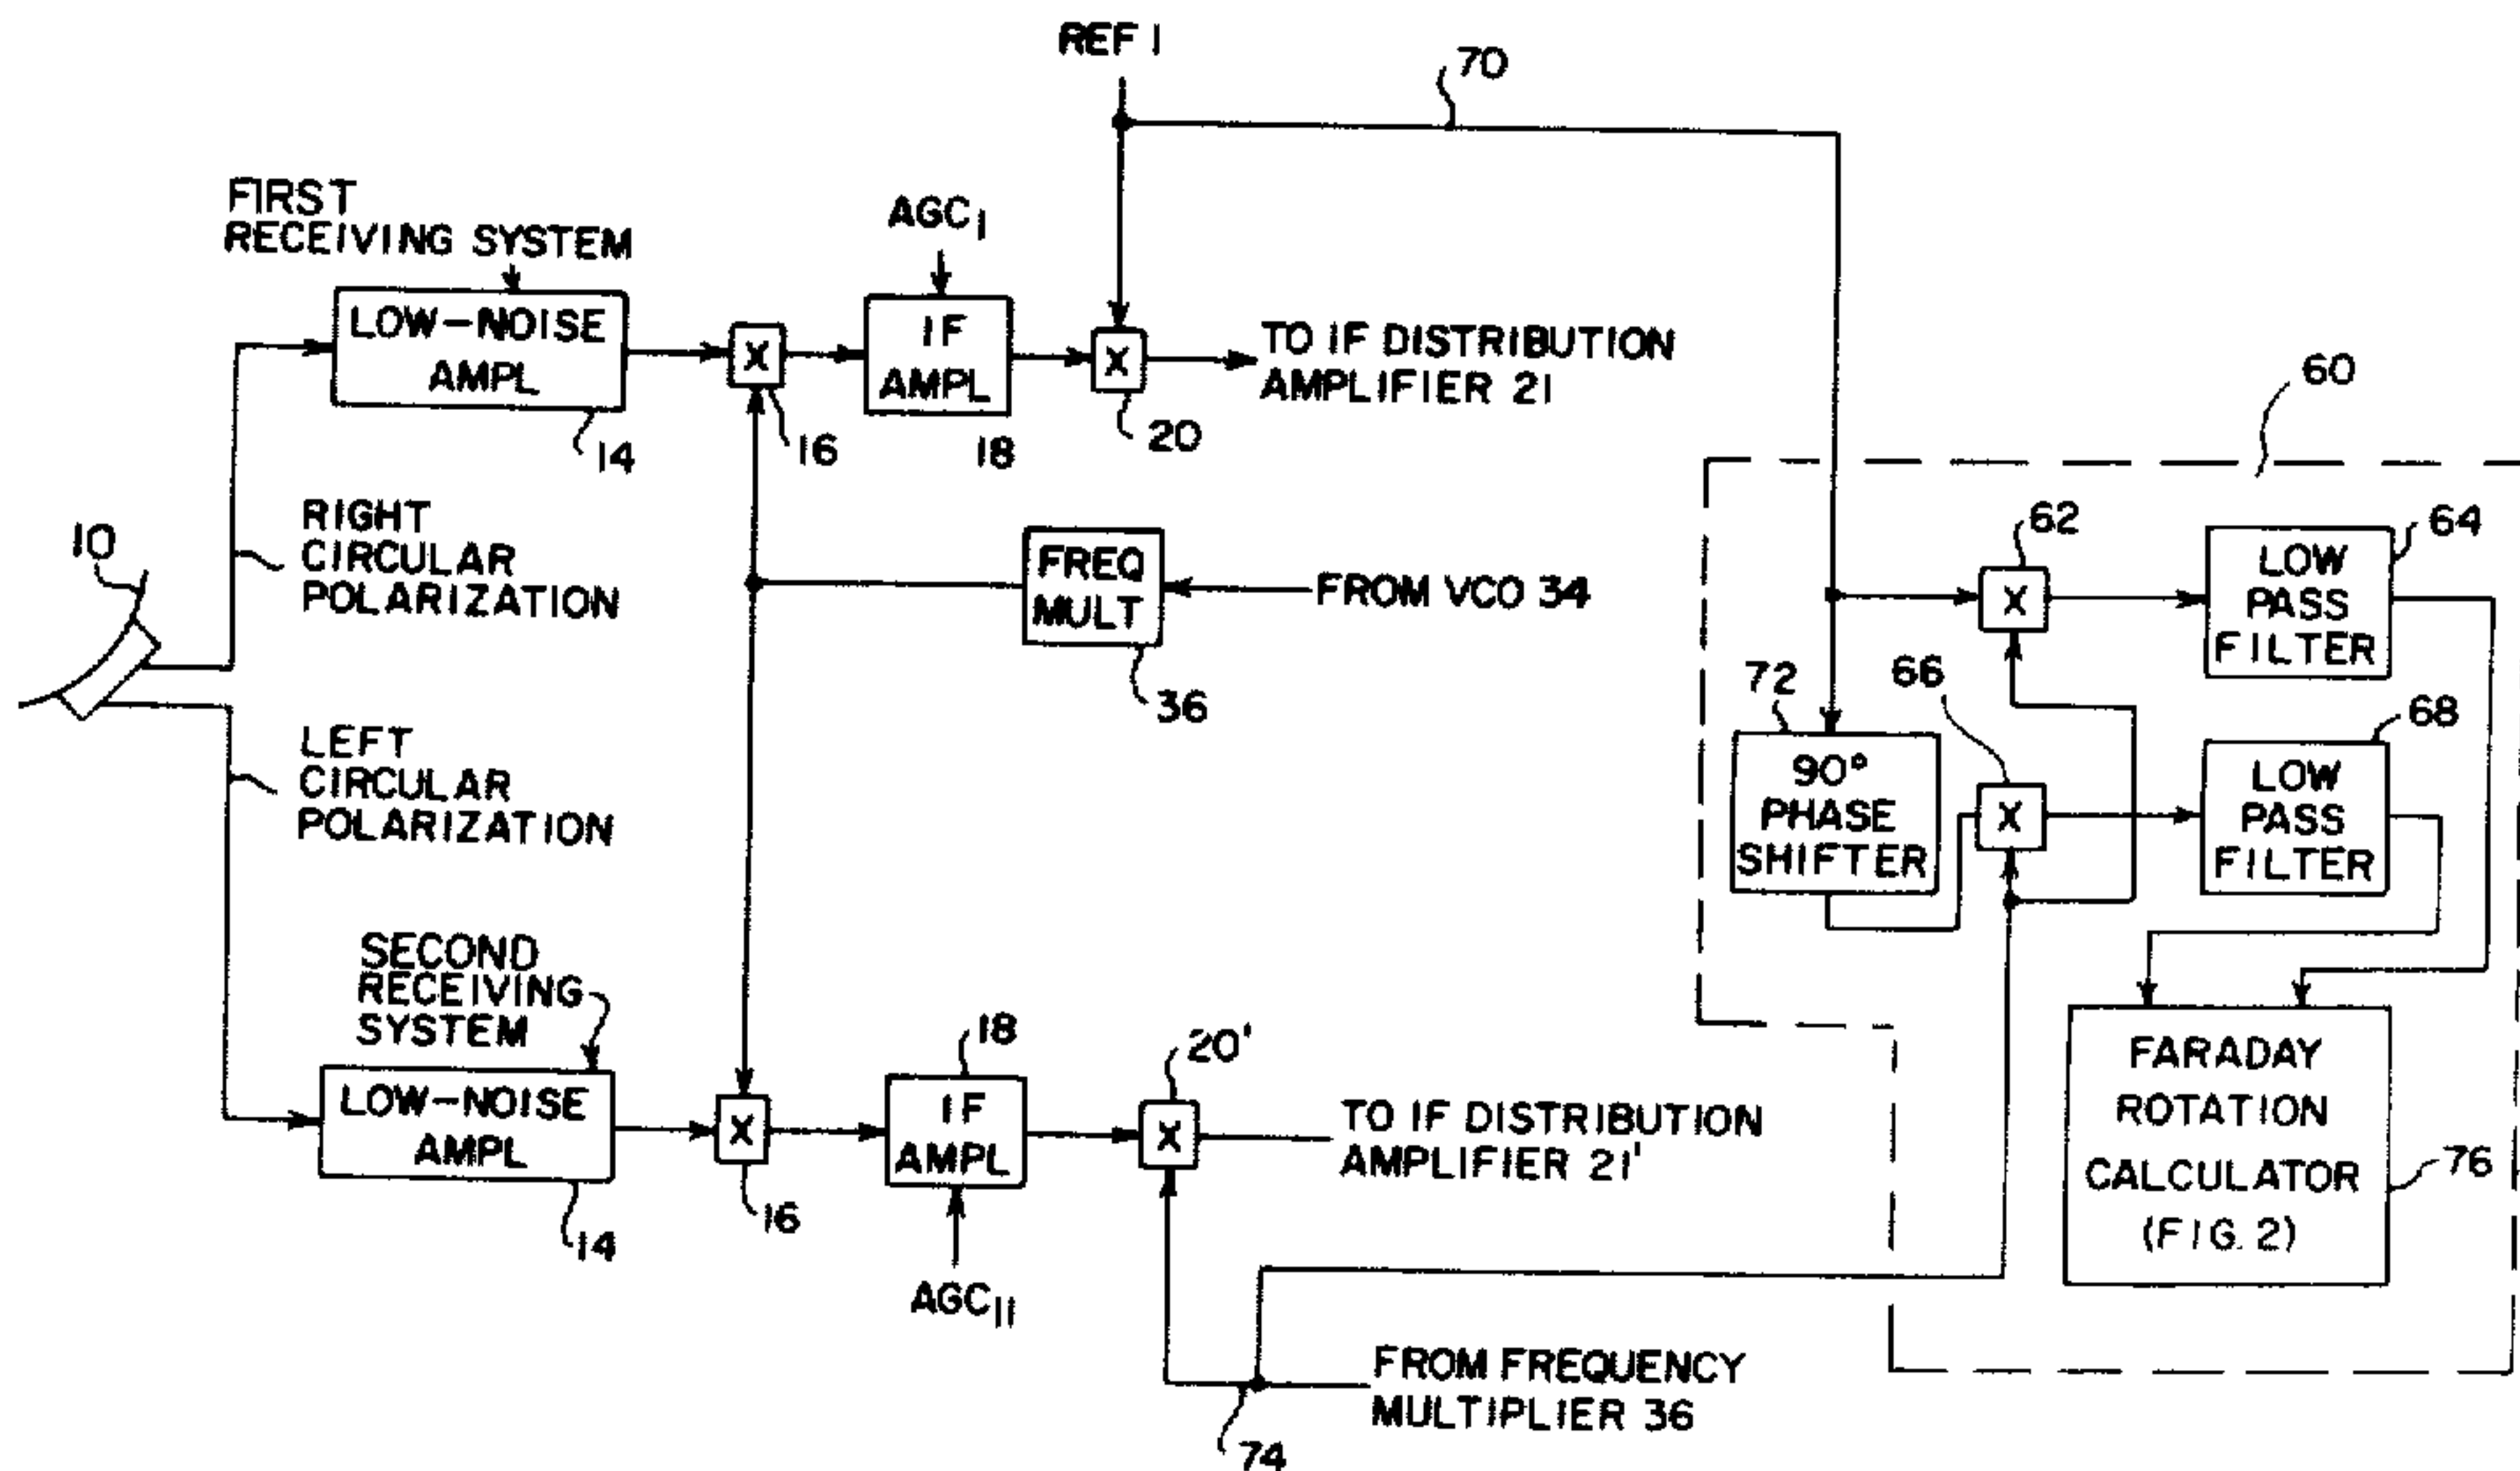 REF 1
70
FIRST
RECEIVING SYSTEM
AGC₁
LOW-NOISE
AMPL
14
X
16
IF
AMPL
18
X
20
TO IF DISTRIBUTION
AMPLIFIER 21
60
10
RIGHT
CIRCULAR
POLARIZATION
FREQ
MULT
36
FROM VCO 34
62
X
64
LOW
PASS
FILTER
72
90°
PHASE
SHIFTER
66
X
68
LOW
PASS
FILTER
LEFT
CIRCULAR
POLARIZATION
SECOND
RECEIVING
SYSTEM
LOW-NOISE
AMPL
14
X
16
18
IF
AMPL
AGC₁₁
20'
X
TO IF DISTRIBUTION
AMPLIFIER 21'
FARADAY
ROTATION
CALCULATOR
(FIG. 2)
76
FROM FREQUENCY
MULTIPLIER 36
74